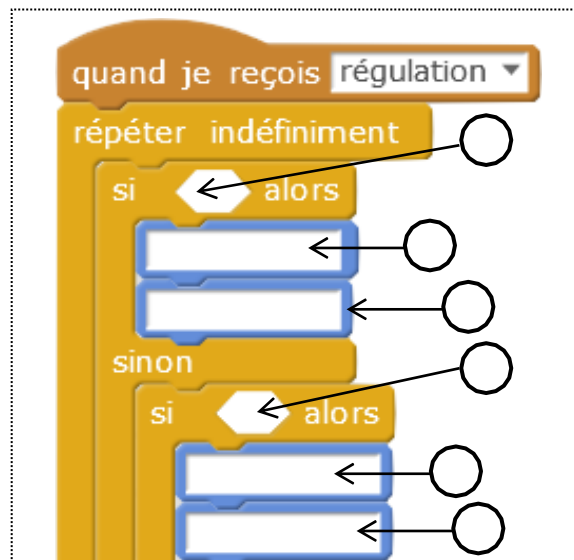 quand je reçois régulation
répéter indéfiniment
si alors
sinon
si alors